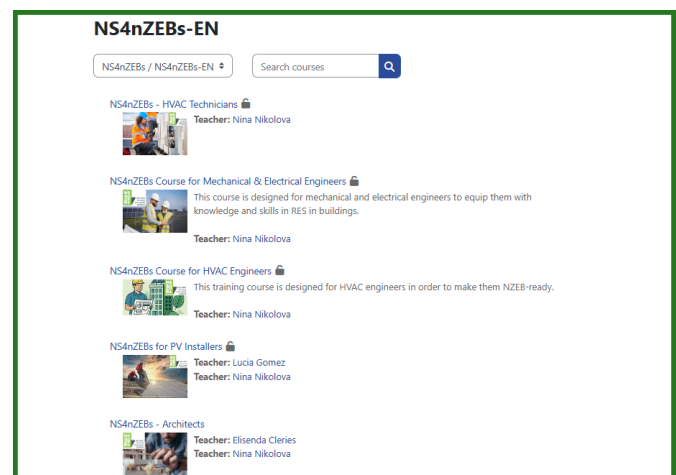 NS4nZEBs-EN
NS4nZEBs / NS4nZEBs-EN
Search courses
NS4nZEBs - HVAC Technicians
Teacher: Nina Nikolova
NS4nZEBs Course for Mechanical & Electrical Engineers
This course is designed for mechanical and electrical engineers to equip them with
knowledge and skills in RES in buildings.
Teacher: Nina Nikolova
NS4nZEBs Course for HVAC Engineers
This training course is designed for HVAC engineers in order to make them NZEB-ready.
Teacher: Nina Nikolova
NS4nZEBs for PV Installers
Teacher: Lucia Gomez
Teacher: Nina Nikolova
NS4nZEBs - Architects
Teacher: Elisenda Cleries
Teacher: Nina Nikolova